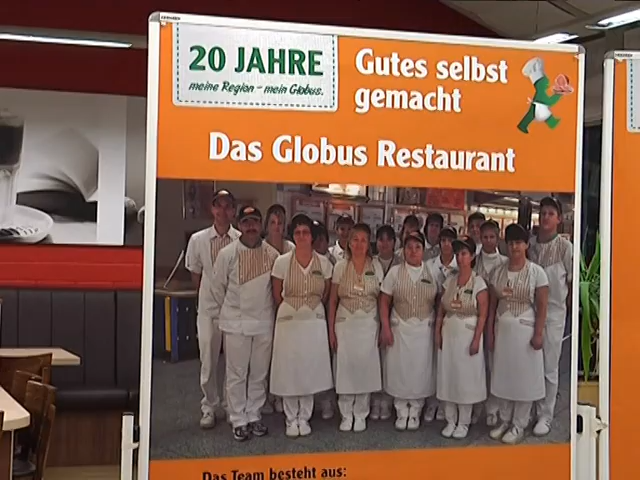 20 JAHRE
meine Region - mein Globus.
Gutes selbst
gemacht
Das Globus Restaurant
Das Team besteht aus: